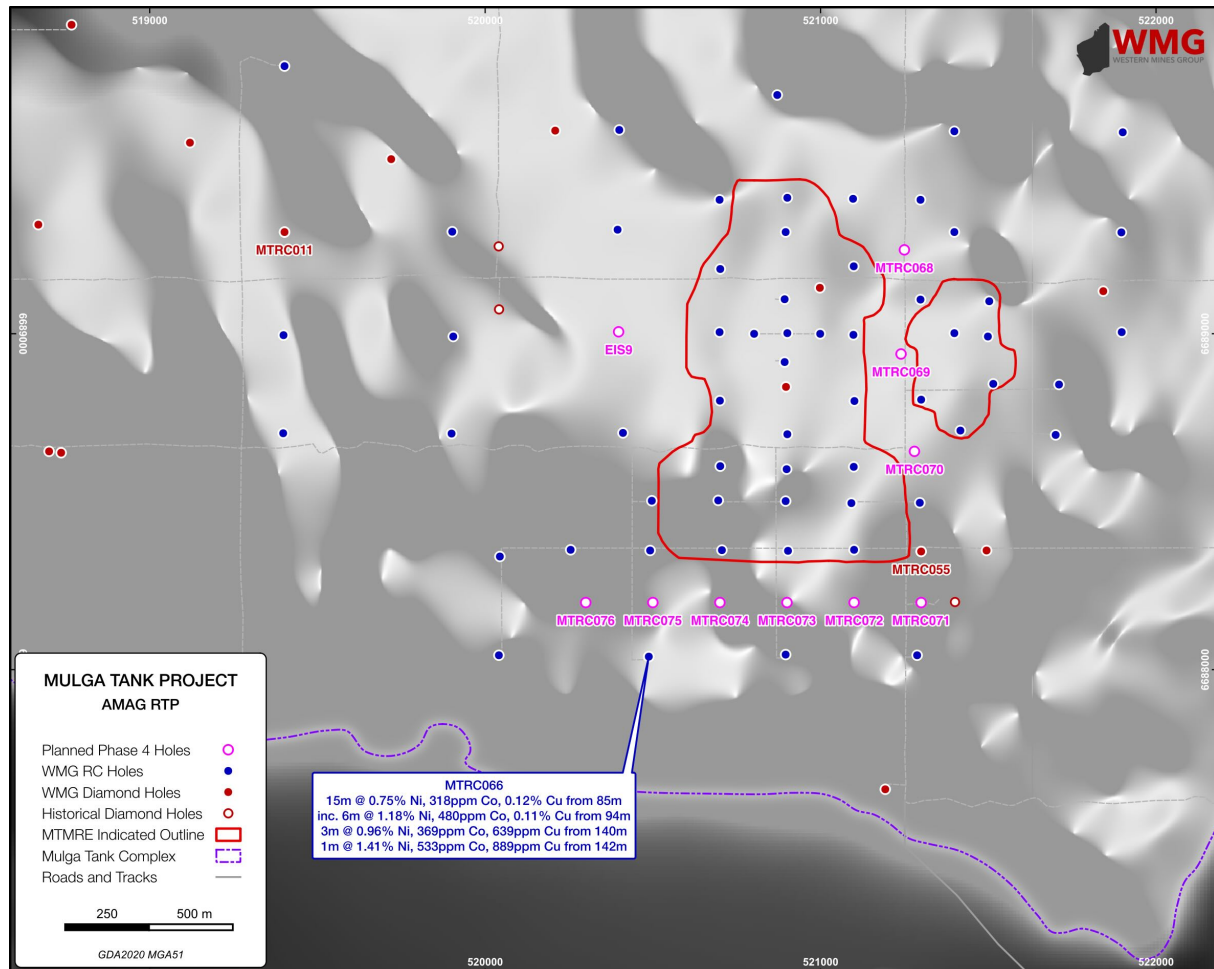 519000
520000
521000
522000
WMG
WESTERN MINES GROUP
MTRC011
MTRC068
0006899
6689000
EIS9
MTRC069
MTRC070
MTRC055
MTRC076
MTRC075
MTRC074
MTRC073
MTRC072
MTRC071
6688000
MULGA TANK PROJECT
AMAG RTP
Planned Phase 4 Holes
WMG RC Holes
WMG Diamond Holes
Historical Diamond Holes
MTMRE Indicated Outline
Mulga Tank Complex
Roads and Tracks
250 500 m
GDA2020 MGA51
MTRC066
15m @ 0.75% Ni, 318ppm Co, 0.12% Cu from 85m
inc. 6m @ 1.18% Ni, 480ppm Co, 0.11% Cu from 94m
3m @ 0.96% Ni, 369ppm Co, 639ppm Cu from 140m
1m @ 1.41% Ni, 533ppm Co, 889ppm Cu from 142m
520000
521000
522000